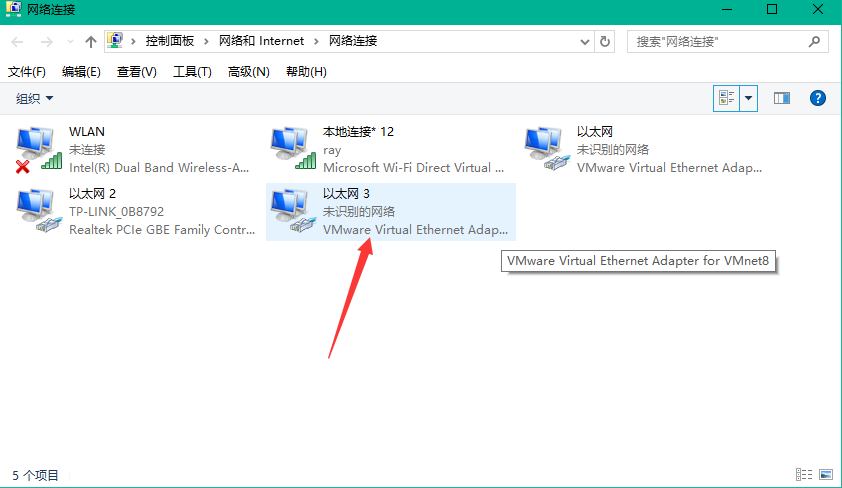 网络连接
控制面板 › 网络和 Internet › 网络连接
搜索"网络连接"
文件(F) 编辑(E) 查看(V) 工具(T) 高级(N) 帮助(H)
组织
WLAN
未连接
Intel(R) Dual Band Wireless-A...
本地连接* 12
ray
Microsoft Wi-Fi Direct Virtual ...
以太网
未识别的网络
VMware Virtual Ethernet Adap...
以太网 2
TP-LINK_0B8792
Realtek PCIe GBE Family Contr...
以太网 3
未识别的网络
VMware Virtual Ethernet Adap...
VMware Virtual Ethernet Adapter for VMnet8
5 个项目